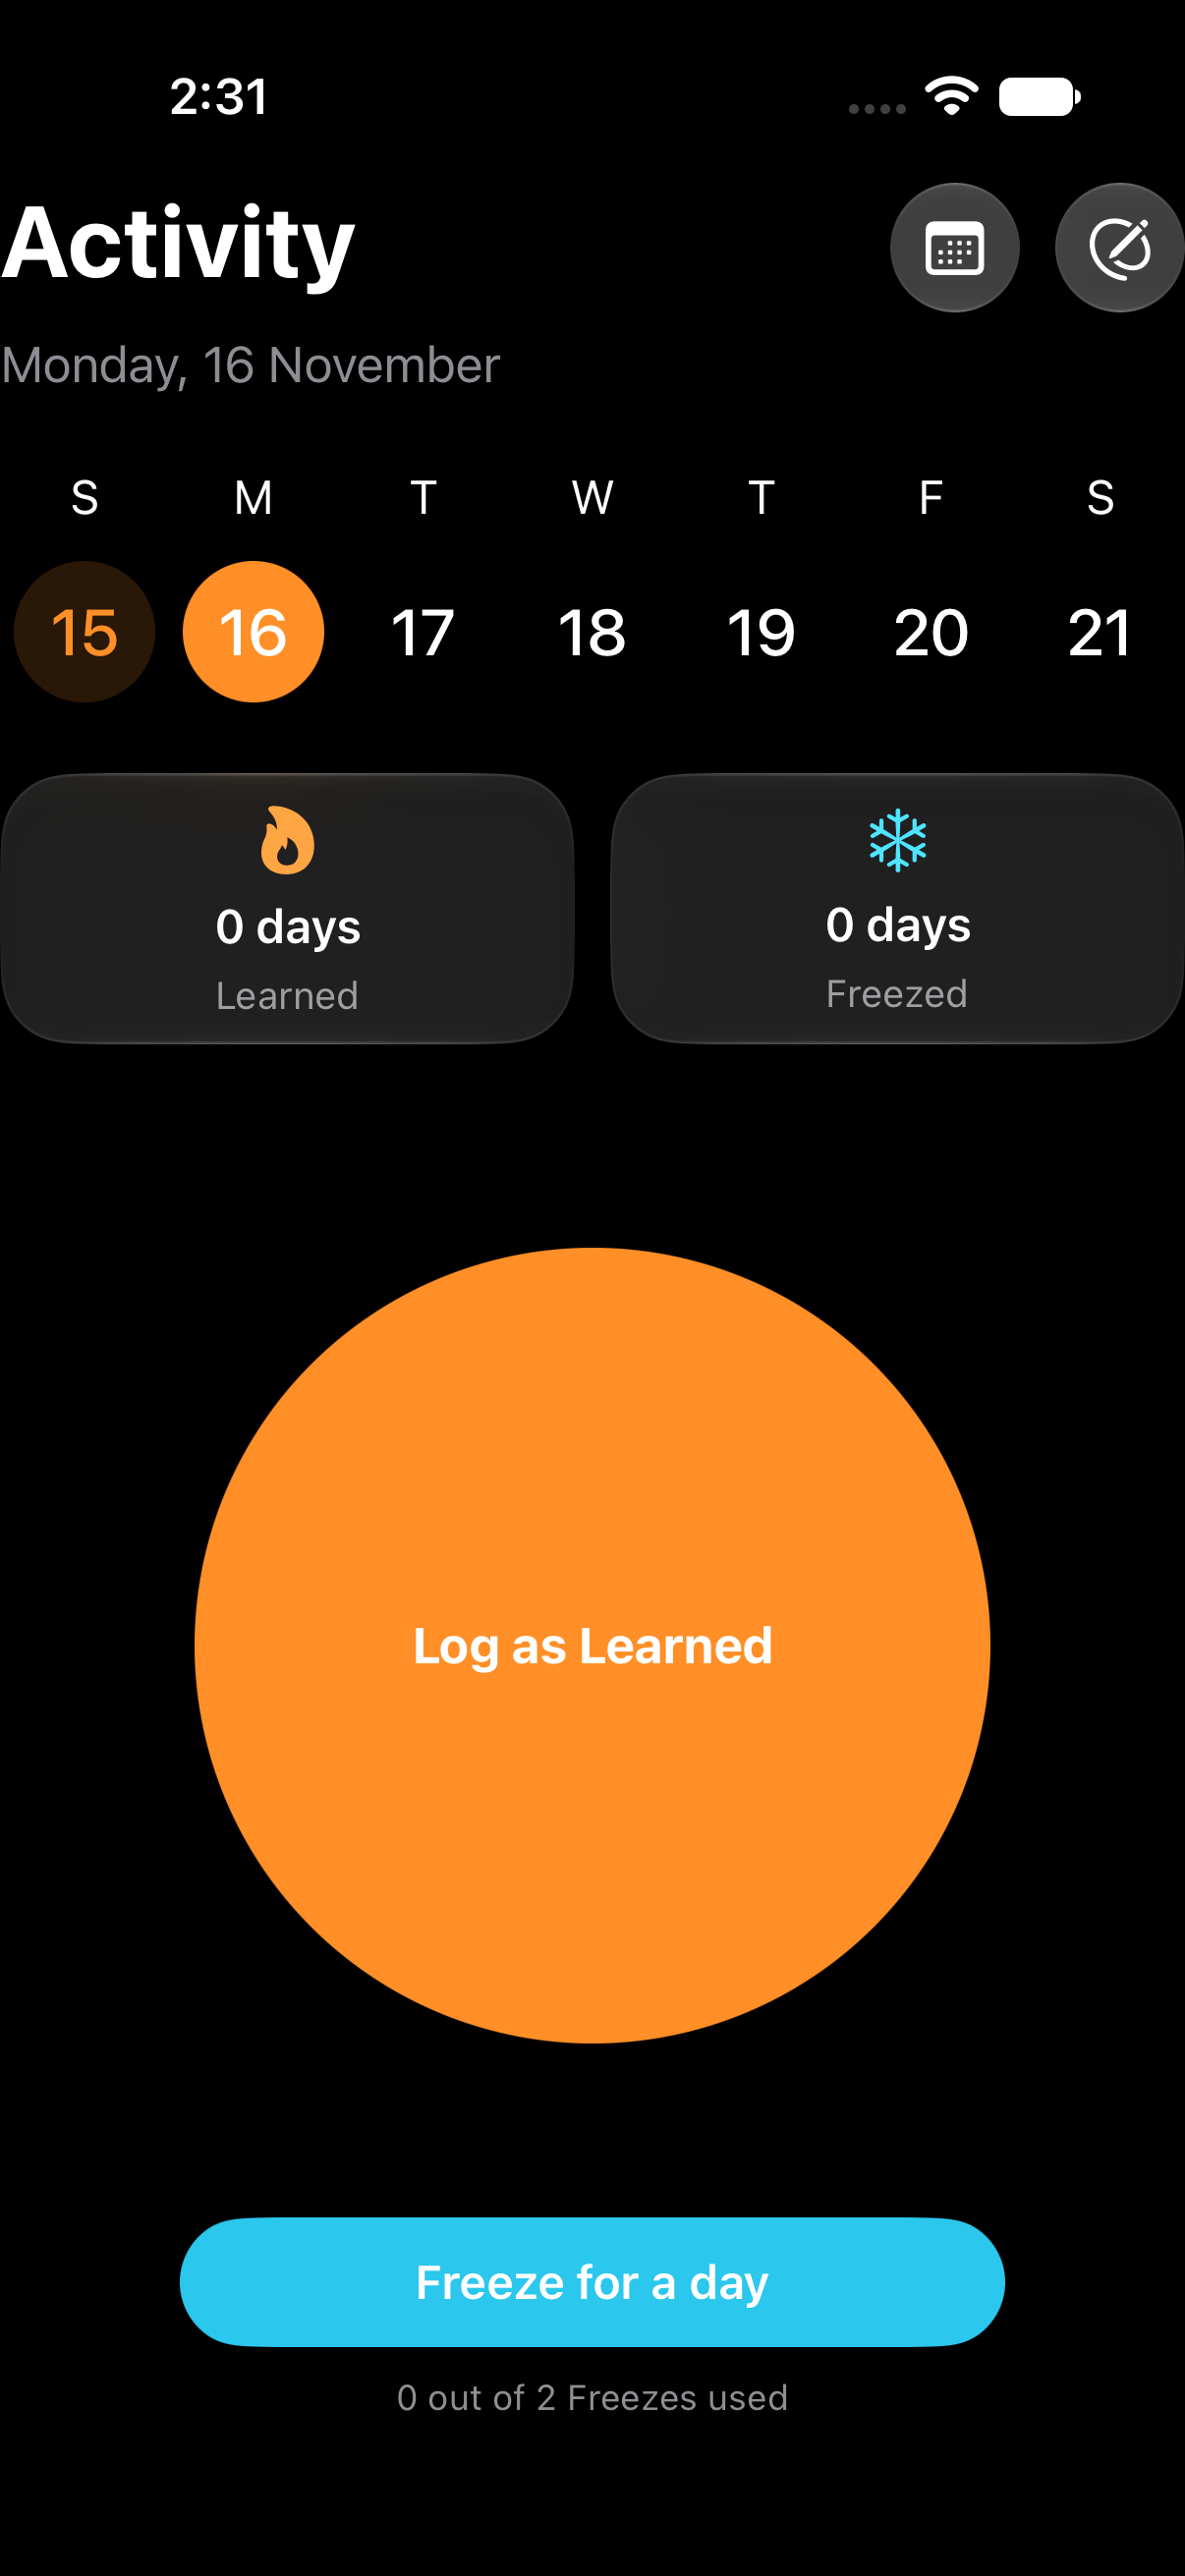 2:31
Activity
Monday, 16 November
S M T W T F S
15 16 17 18 19 20 21
0 days
Learned
0 days
Freezed
Log as Learned
Freeze for a day
0 out of 2 Freezes used